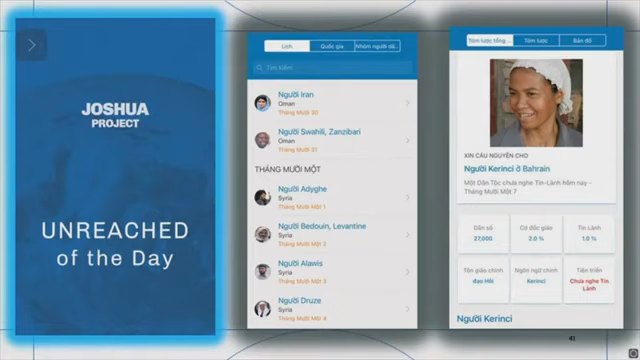 JOSHUA
PROJECT
UNREACHED
of the Day
Lịch
Quốc gia
Nhóm người dâ...
Tìm kiếm
Người Iran
Oman
Tháng Mười 30
Người Swahili, Zanzibari
Oman
Tháng Mười 31
THÁNG MƯỜI MỘT
Người Adyghe
Syria
Tháng Mười Một 1
Người Bedouin, Levantine
Syria
Tháng Mười Một 2
Người Alawis
Syria
Tháng Mười Một 3
Người Druze
Syria
Tháng Mười Một 4
Tóm lược tổng ...
Tóm lược
Bản đồ
XIN CẦU NGUYỆN CHO
Người Kerinci ở Bahrain
Một Dân Tộc chưa nghe Tin-Lành hôm nay -
Tháng Mười Một 7
Dân số
27,000
Cơ đốc giáo
2.0 %
Tin Lành
1.0 %
Tôn giáo chính
đạo Hồi
Ngôn ngữ chính
Kerinci
Tiến triển
Chưa nghe Tin
Lành
Người Kerinci
41